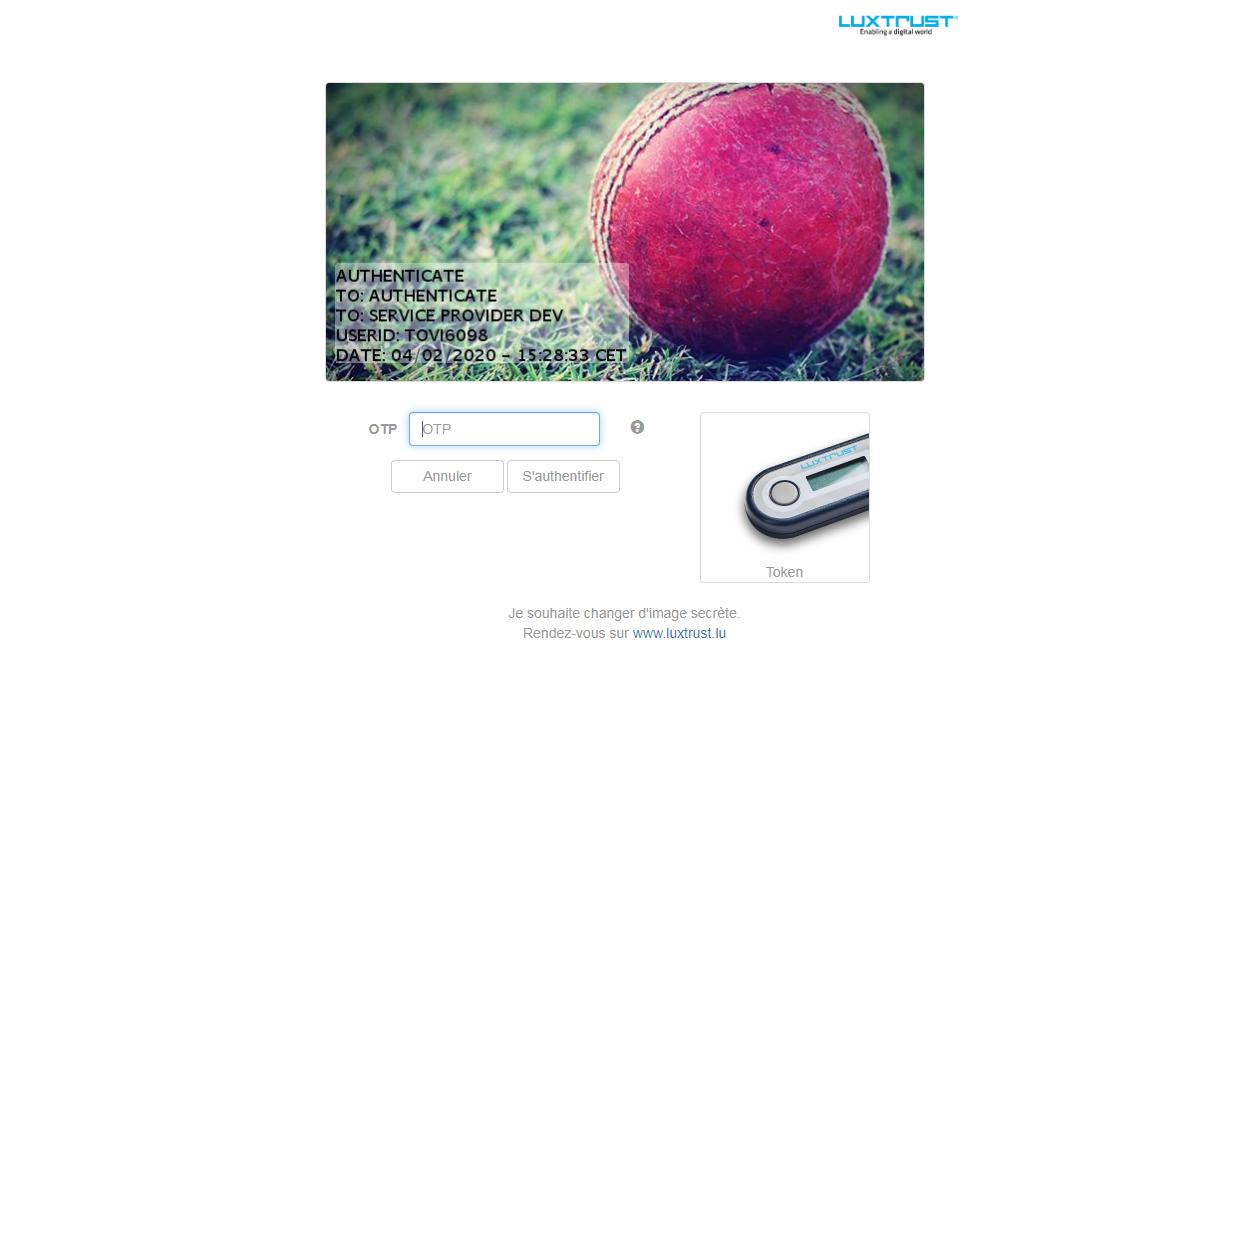 LUXTRUST
Enabling a digital world
AUTHENTICATE
TO: AUTHENTICATE
TO: SERVICE PROVIDER DEV
USERID: TOVI6098
DATE: 04/02/2020 - 15:28:33 CET
OTP
OTP
?
Annuler
S'authentifier
LUXTRUST
Token
Je souhaite changer d'image secrète.
Rendez-vous sur www.luxtrust.lu